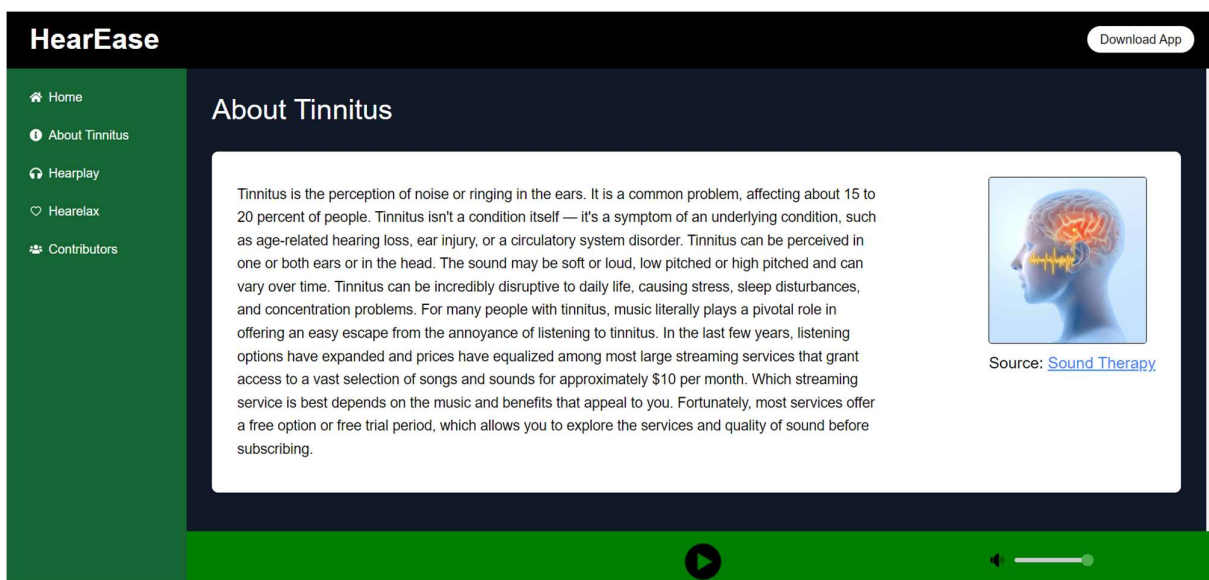 HearEase
Download App
Home
About Tinnitus
Hearplay
Hearelax
Contributors
About Tinnitus
Tinnitus is the perception of noise or ringing in the ears. It is a common problem, affecting about 15 to
20 percent of people. Tinnitus isn't a condition itself — it's a symptom of an underlying condition, such
as age-related hearing loss, ear injury, or a circulatory system disorder. Tinnitus can be perceived in
one or both ears or in the head. The sound may be soft or loud, low pitched or high pitched and can
vary over time. Tinnitus can be incredibly disruptive to daily life, causing stress, sleep disturbances,
and concentration problems. For many people with tinnitus, music literally plays a pivotal role in
offering an easy escape from the annoyance of listening to tinnitus. In the last few years, listening
options have expanded and prices have equalized among most large streaming services that grant
access to a vast selection of songs and sounds for approximately $10 per month. Which streaming
service is best depends on the music and benefits that appeal to you. Fortunately, most services offer
a free option or free trial period, which allows you to explore the services and quality of sound before
subscribing.
Source: Sound Therapy